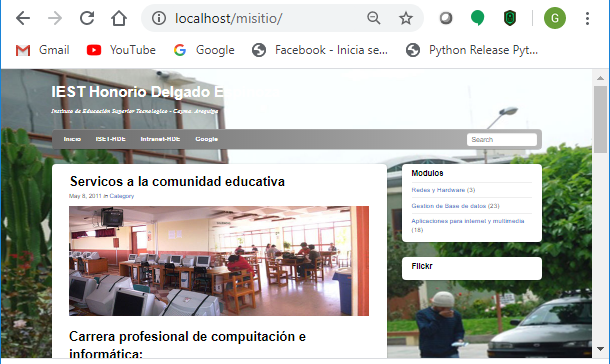 localhost/misitio/
G
Gmail YouTube Google Facebook - Inicia se... Python Release Pyt...
IEST Honorio Delgado E
Instituto de Educación Superior Tecnológico - Cayma. Arequipa
Inicio ISET-HDE Intranet-HDE Google Search
Servicos a la comunidad educativa
May 8, 2011 in Category
Carrera profesional de compuitación e
informática:
Modulos
Redes y Hardware (3)
Gestion de Base de datos (23)
Aplicaciones para internet y multimedia
(18)
Flickr